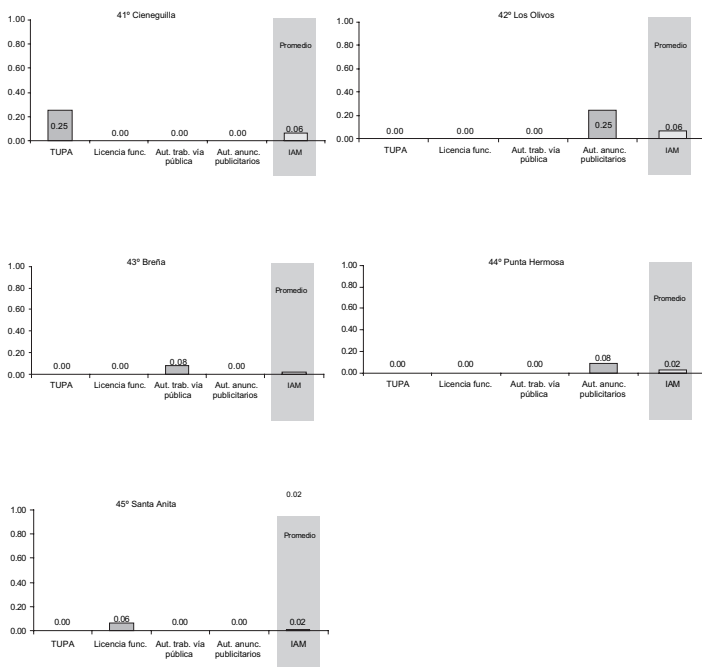 41º Cieneguilla
1.00
0.80
0.60
0.40
0.20
0.00
Promedio
0.25
0.00
0.00
0.00
0.06
TUPA
Licencia func.
Aut. trab. vía
pública
Aut. anunc.
publicitarios
IAM
42º Los Olivos
1.00
0.80
0.60
0.40
0.20
0.00
Promedio
0.00
0.00
0.00
0.25
0.06
TUPA
Licencia func.
Aut. trab. vía
pública
Aut. anunc.
publicitarios
IAM
43º Breña
1.00
0.80
0.60
0.40
0.20
0.00
Promedio
0.00
0.00
0.08
0.00
TUPA
Licencia func.
Aut. trab. vía
pública
Aut. anunc.
publicitarios
IAM
44º Punta Hermosa
1.00
0.80
0.60
0.40
0.20
0.00
Promedio
0.00
0.00
0.00
0.08
0.02
TUPA
Licencia func.
Aut. trab. vía
pública
Aut. anunc.
publicitarios
IAM
0.02
45º Santa Anita
1.00
0.80
0.60
0.40
0.20
0.00
Promedio
0.00
0.06
0.00
0.00
0.02
TUPA
Licencia func.
Aut. trab. vía
pública
Aut. anunc.
publicitarios
IAM